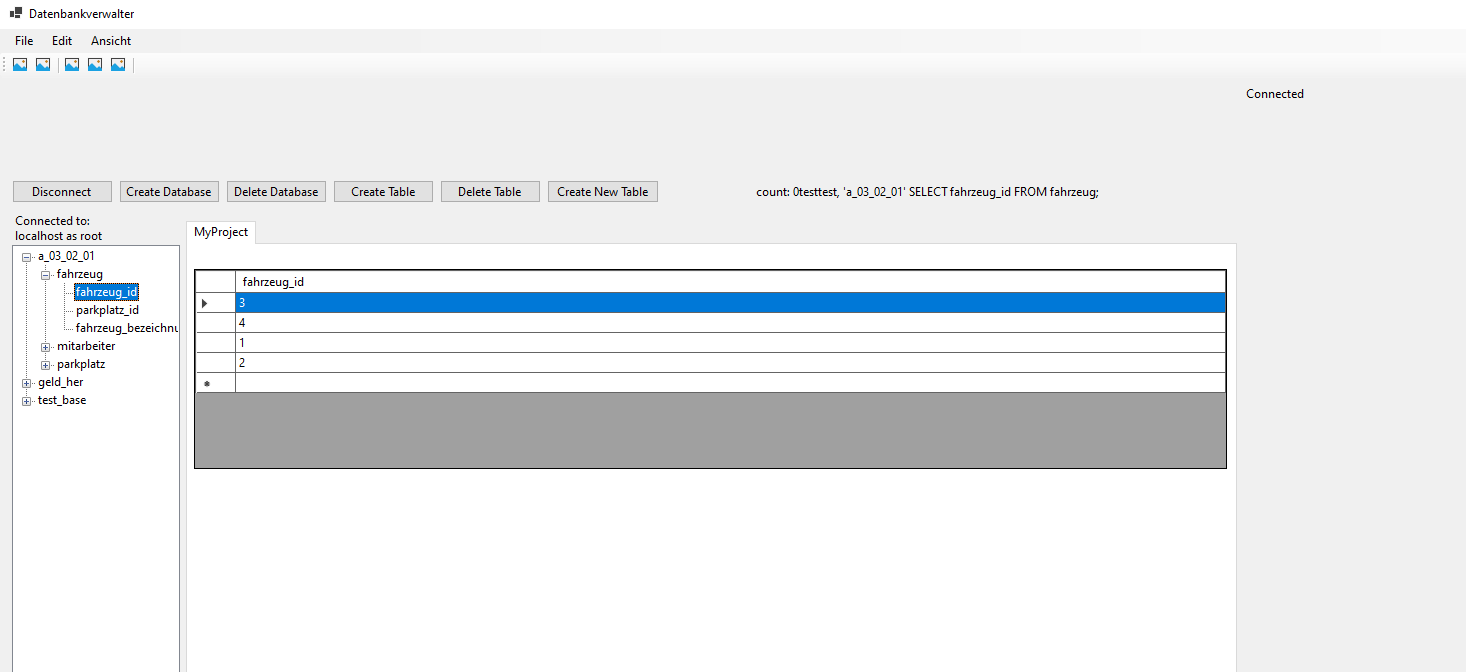 Datenbankverwalter
File Edit Ansicht
Connected
Disconnect Create Database Delete Database Create Table Delete Table Create New Table count: 0testtest, 'a_03_02_01' SELECT fahrzeug_id FROM fahrzeug;
Connected to:
localhost as root
a_03_02_01
fahrzeug
fahrzeug_id
parkplatz_id
fahrzeug_bezeichnu
mitarbeiter
parkplatz
geld_her
test_base
MyProject
fahrzeug_id
3
4
1
2